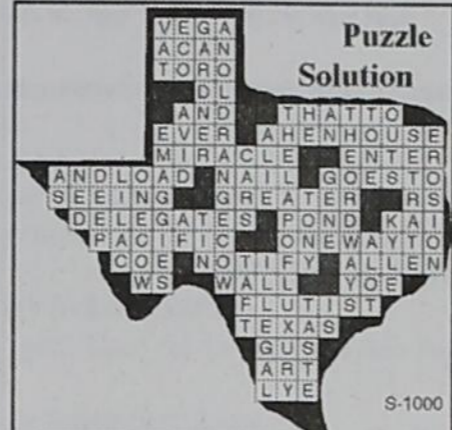 VEGA
Puzzle
ACAN
Solution
TORO
DL
AND THATTO
EVER AHENHOUSE
MIRACLE ENTER
ANDLOAD NAIL GOESTO
SEEING GREATER RS
DELEGATES POND KAI
PACIFIC ONEWAYTO
COE NOTIFY ALLEN
WS WALL YOE
FLUTIST
TEXAS
GUS
ART
LYE
S-1000